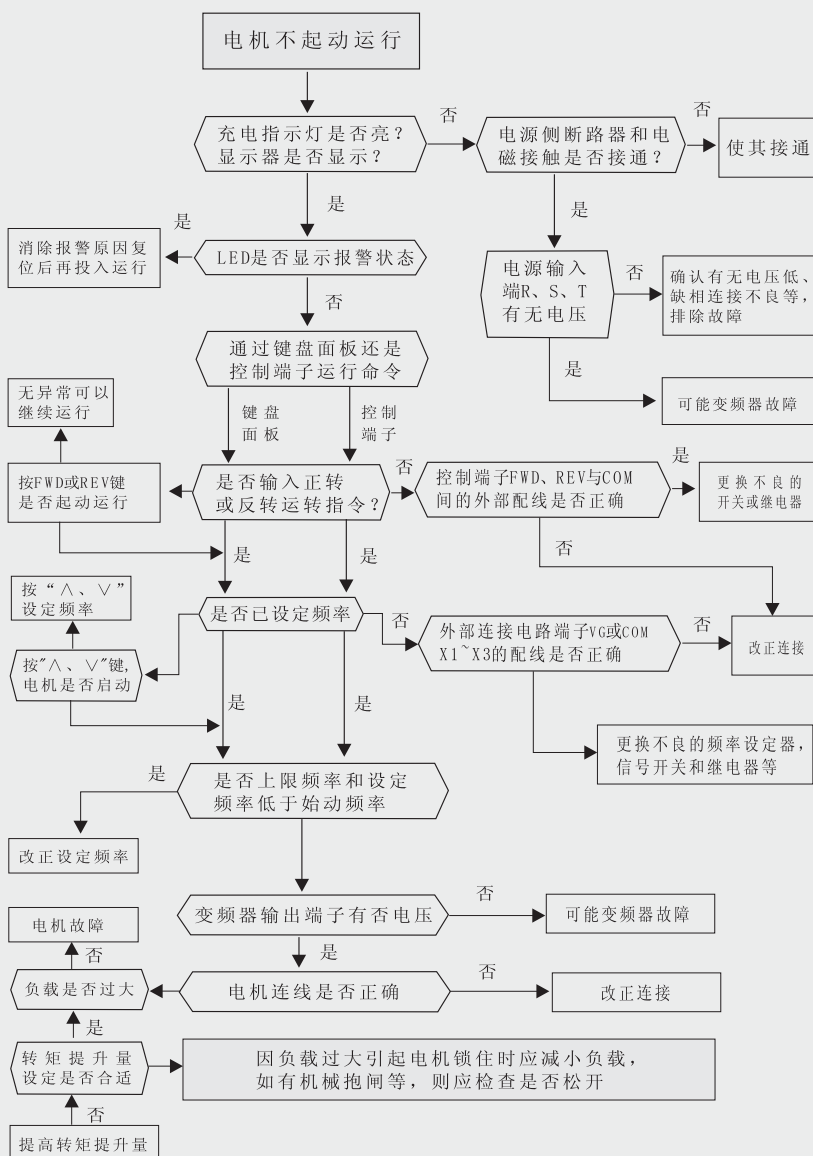 电机不起动运行
充电指示灯是否亮?
显示器是否显示?
否
电源侧断路器和电
磁接触是否接通?
否
使其接通
是
是
是
消除报警原因复
位后再投入运行
LED是否显示报警状态
电源输入
端R、S、T
有无电压
否
确认有无电压低、
缺相连接不良等,
排除故障
否
通过键盘面板还是
控制端子运行命令
是
可能变频器故障
无异常可以
继续运行
键盘
面板
控制
端子
按FWD或REV键
是否起动运行
是否输入正转
或反转运转指令?
否
控制端子FWD、REV与COM
间的外部配线是否正确
是
更换不良的
开关或继电器
是
是
否
按“∧、∨”
设定频率
是否已设定频率
否
外部连接电路端子VG或COM
X1~X3的配线是否正确
否
改正连接
按"∧、∨"键,
电机是否启动
是
是
更换不良的频率设定器,
信号开关和继电器等
是
是否上限频率和设定
频率低于始动频率
改正设定频率
变频器输出端子有否电压
否
可能变频器故障
电机故障
否
是
负载是否过大
电机连线是否正确
否
改正连接
是
转矩提升量
设定是否合适
因负载过大引起电机锁住时应减小负载,
如有机械抱闸等,则应检查是否松开
否
提高转矩提升量